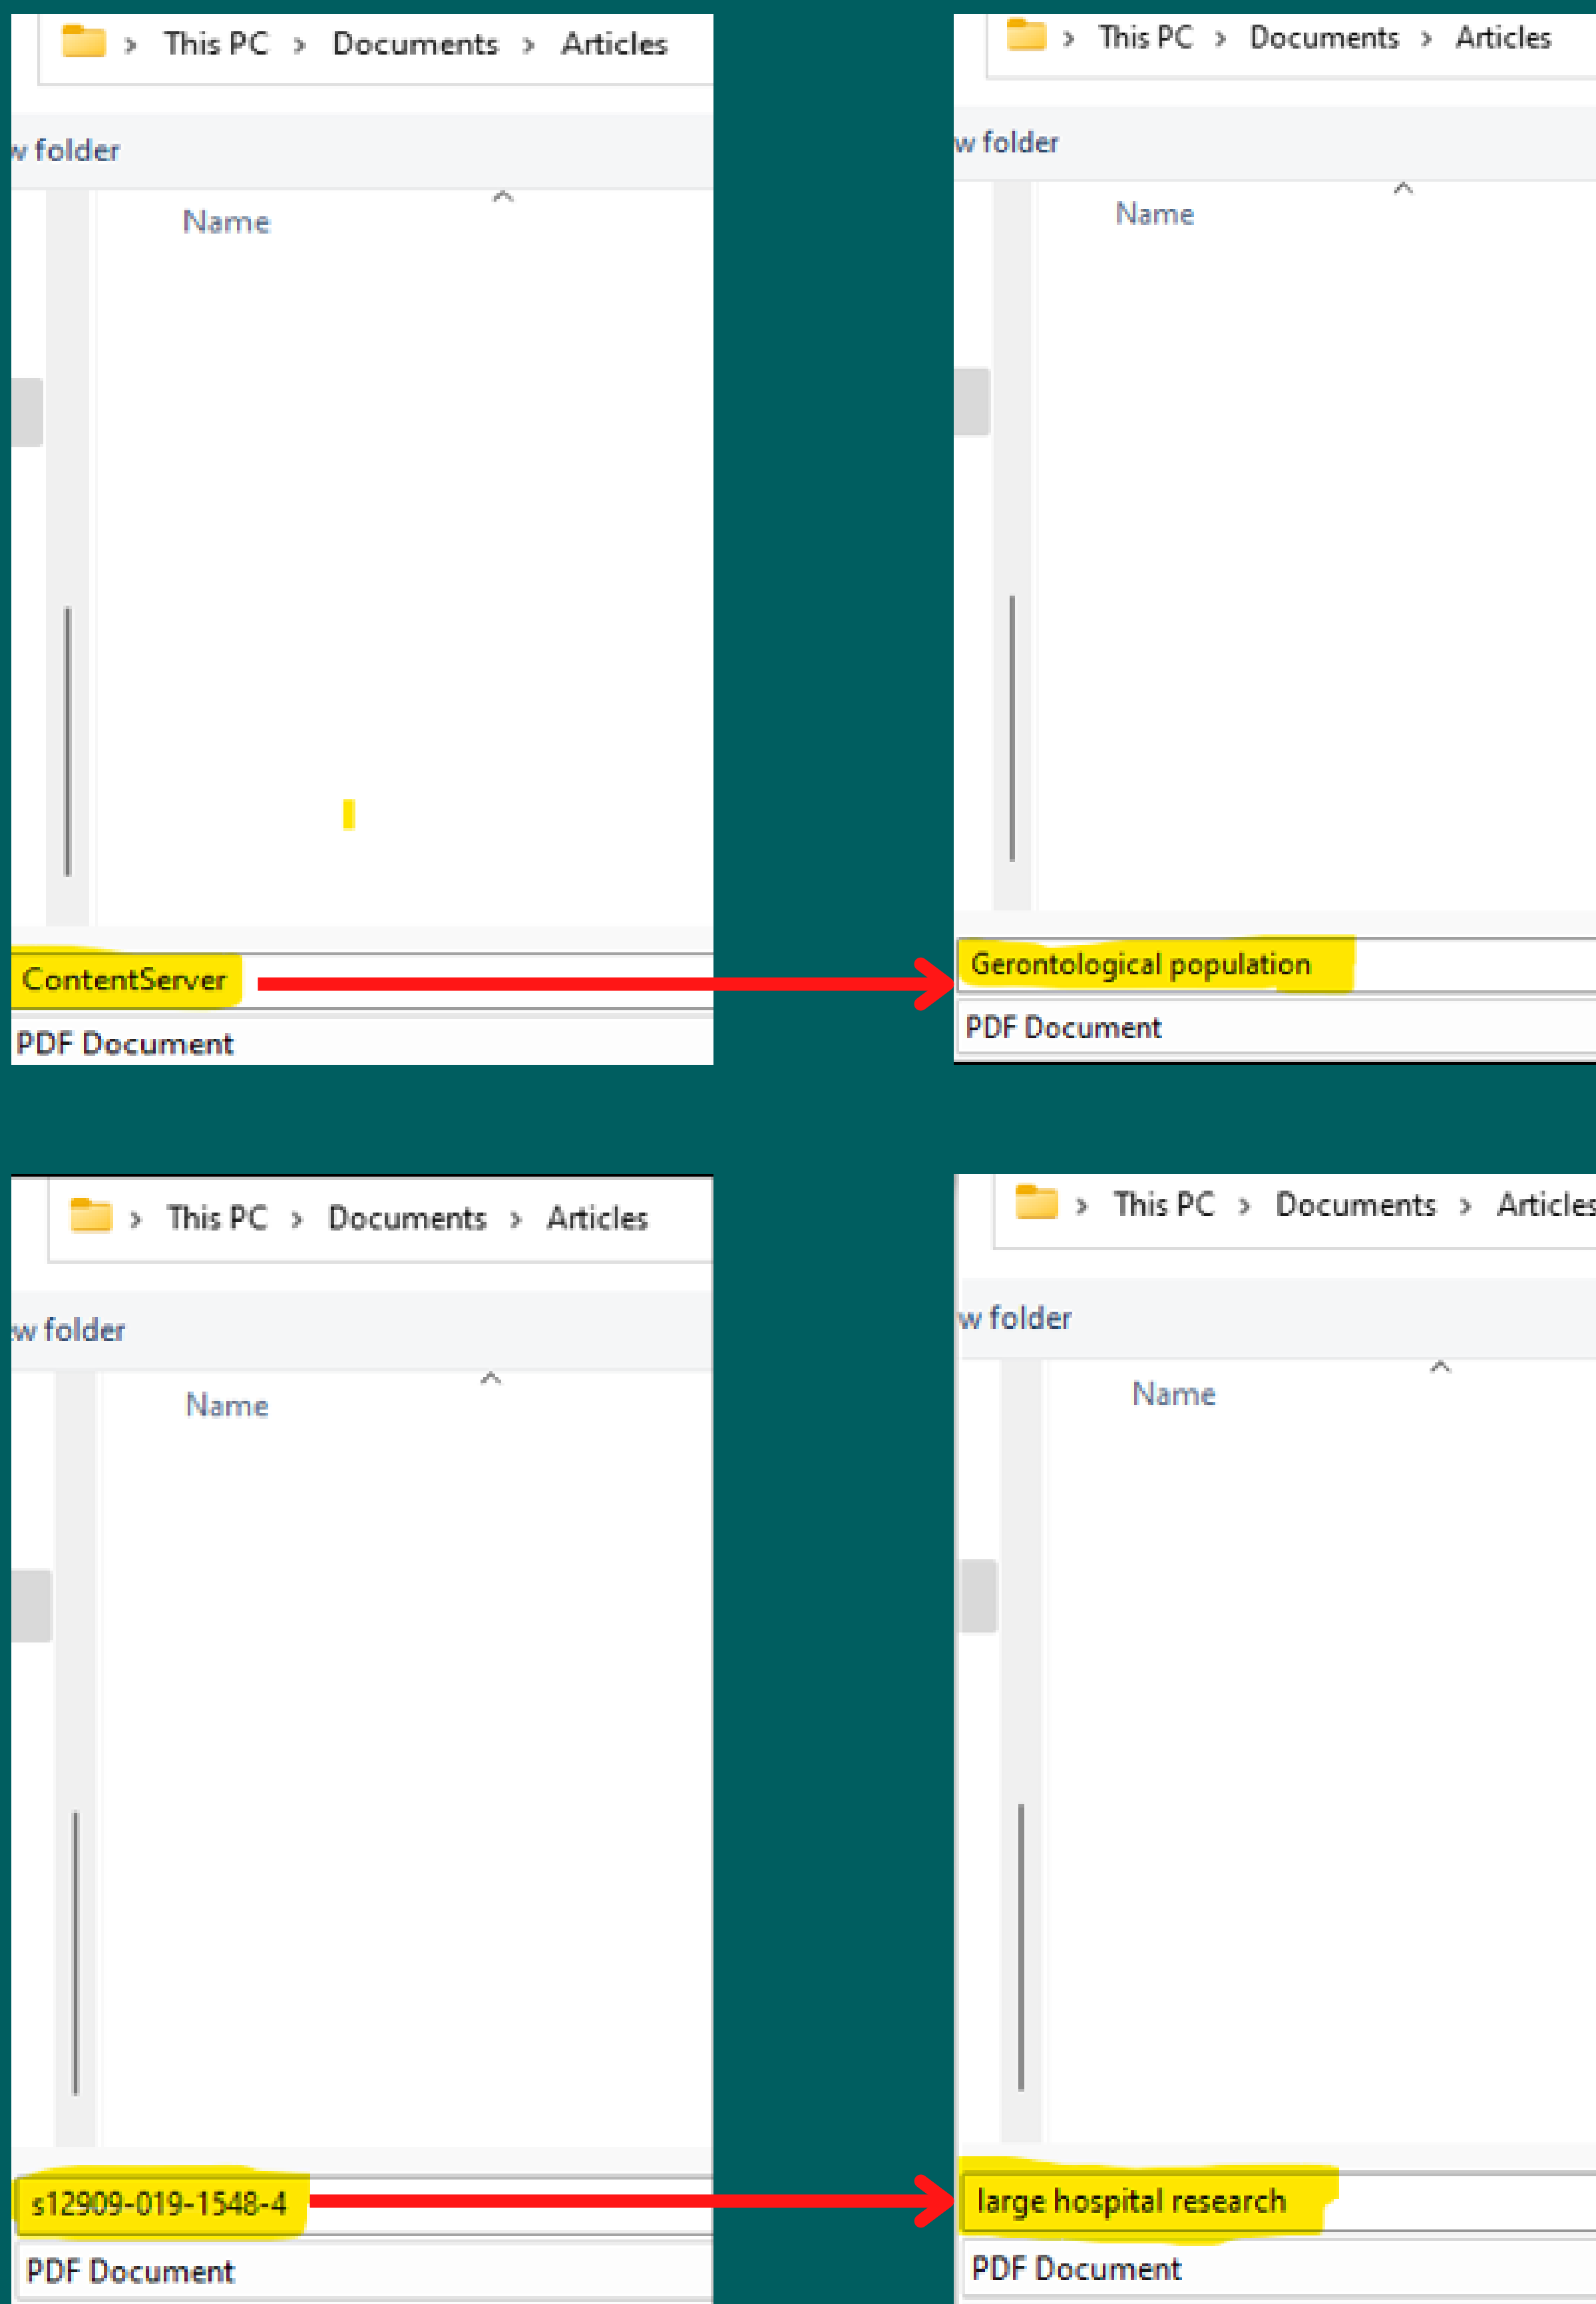 > This PC > Documents > Articles
w folder
Name
ContentServer
PDF Document
> This PC > Documents > Articles
w folder
Name
Gerontological population
PDF Document
> This PC > Documents > Articles
ew folder
Name
s12909-019-1548-4
PDF Document
> This PC > Documents > Articles
w folder
Name
large hospital research
PDF Document